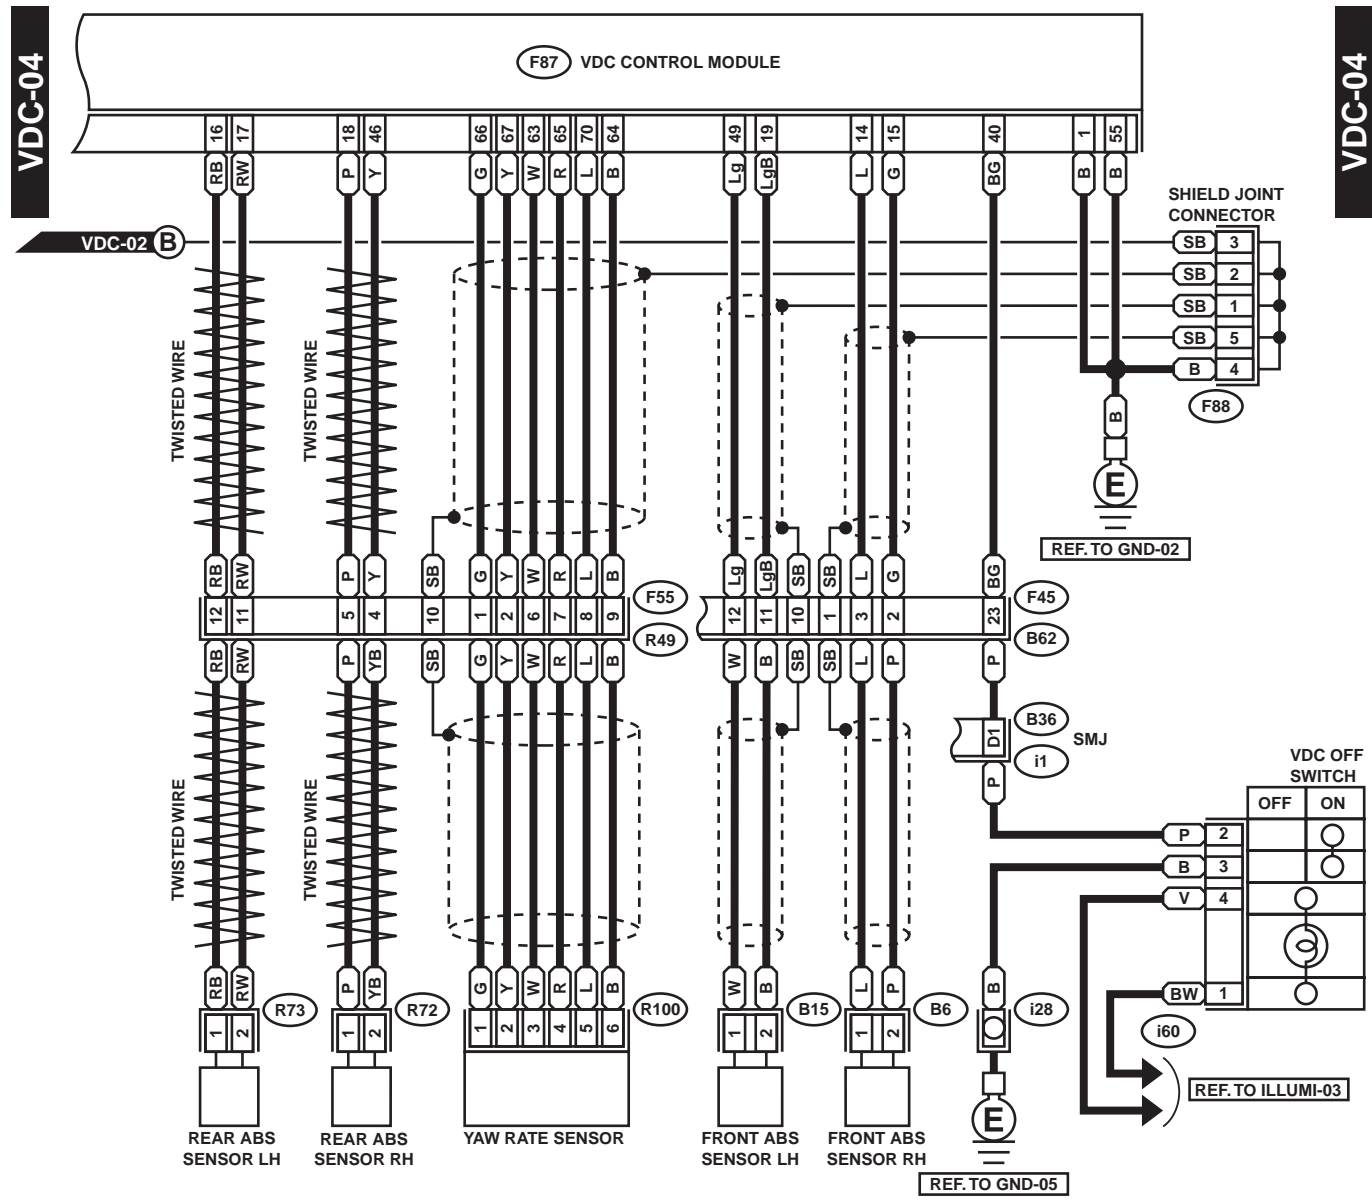 VDC-04
VDC-04
F87 VDC CONTROL MODULE
16 17 18 46 66 67 63 65 70 64 49 19 14 15 40 1 55
RB RW P Y G Y W R L B Lg LgB L G BG B B
SHIELD JOINT
CONNECTOR
VDC-02 B
SB 3
SB 2
SB 1
SB 5
B 4
F88
TWISTED WIRE
TWISTED WIRE
B
E
REF. TO GND-02
RB RW P Y SB G Y W R L B Lg LgB SB SB L G BG
12 11 5 4 10 1 2 6 7 8 9 F55 12 11 10 1 3 2 23 F45
R49 B62
RB RW P YB SB G Y W R L B W B SB SB L P P
B36
D1 SMJ
i1
P
TWISTED WIRE
TWISTED WIRE
VDC OFF
SWITCH
OFF ON
P 2
B 3
V 4
BW 1
i60
RB RW P YB G Y W R L B W B L P B
R73 R72 R100 B15 B6 i28
1 2 1 2 1 2 3 4 5 6 1 2 1 2
REF. TO ILLUMI-03
E
REAR ABS
SENSOR LH
REAR ABS
SENSOR RH
YAW RATE SENSOR
FRONT ABS
SENSOR LH
FRONT ABS
SENSOR RH
REF. TO GND-05